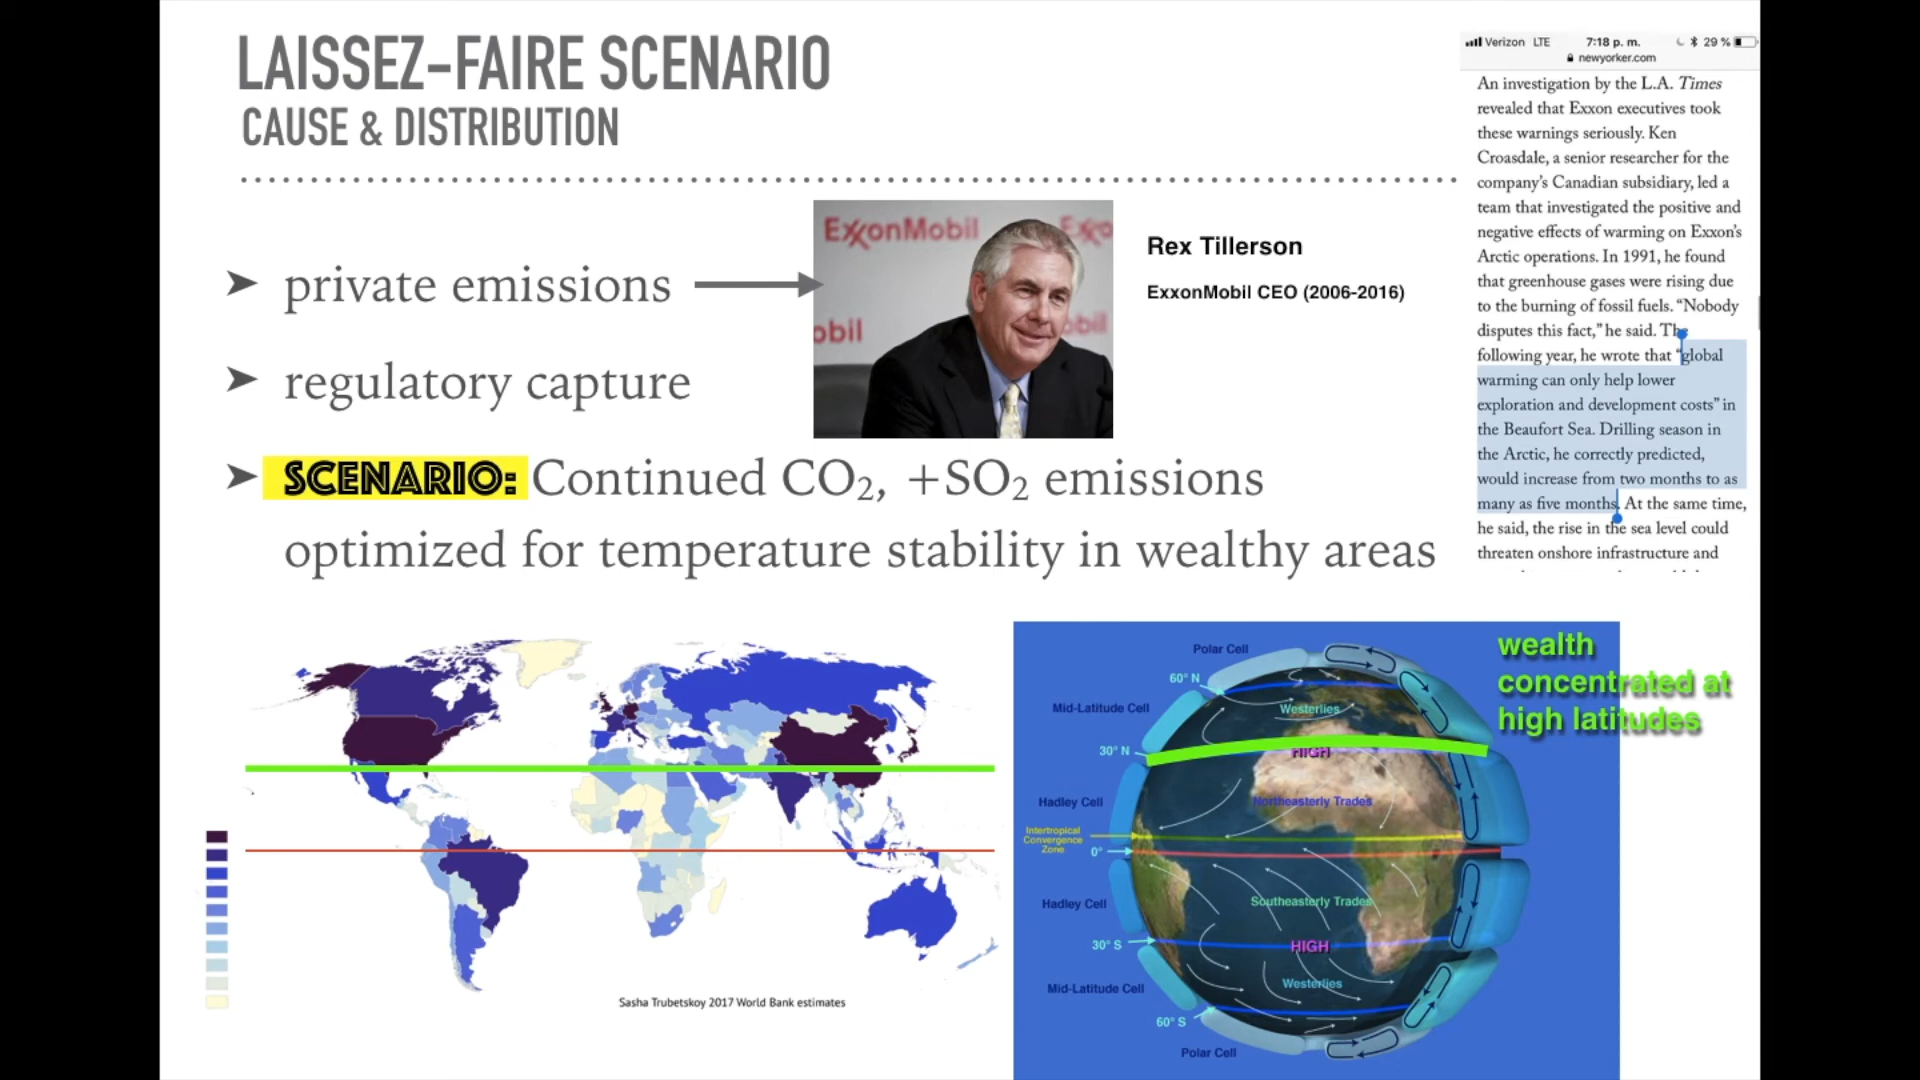 LAISSEZ-FAIRE SCENARIO
CAUSE & DISTRIBUTION
➤ private emissions
➤ regulatory capture
➤ SCENARIO: Continued CO₂, +SO₂ emissions
optimized for temperature stability in wealthy areas
ExxonMobil
Exxo
obil
obil
Rex Tillerson
ExxonMobil CEO (2006-2016)
Verizon LTE 7:18 p. m. 29 %
newyorker.com
An investigation by the L.A. Times
revealed that Exxon executives took
these warnings seriously. Ken
Croasdale, a senior researcher for the
company’s Canadian subsidiary, led a
team that investigated the positive and
negative effects of warming on Exxon’s
Arctic operations. In 1991, he found
that greenhouse gases were rising due
to the burning of fossil fuels. “Nobody
disputes this fact,” he said. The
following year, he wrote that “global
warming can only help lower
exploration and development costs” in
the Beaufort Sea. Drilling season in
the Arctic, he correctly predicted,
would increase from two months to as
many as five months. At the same time,
he said, the rise in the sea level could
threaten onshore infrastructure and
Sasha Trubetskoy 2017 World Bank estimates
wealth
concentrated at
high latitudes
Polar Cell
60° N
Mid-Latitude Cell
Westerlies
30° N
HIGH
Hadley Cell
Northeasterly Trades
Intertropical
Convergence
Zone
0°
Hadley Cell
Southeasterly Trades
30° S
HIGH
Mid-Latitude Cell
Westerlies
60° S
Polar Cell